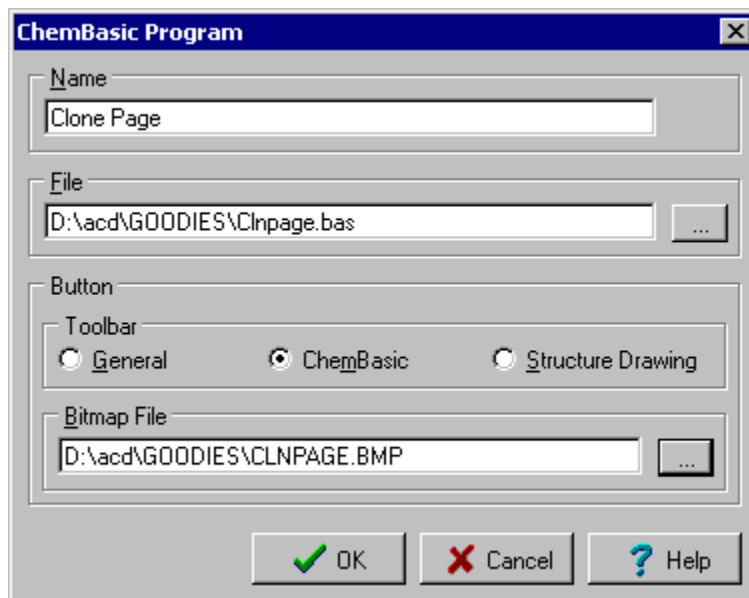 ChemBasic Program
Name
Clone Page
File
D:\acd\GOODIES\Clnpage.bas
...
Button
Toolbar
General ChemBasic Structure Drawing
Bitmap File
D:\acd\GOODIES\CLNPAGE.BMP
...
OK Cancel ? Help